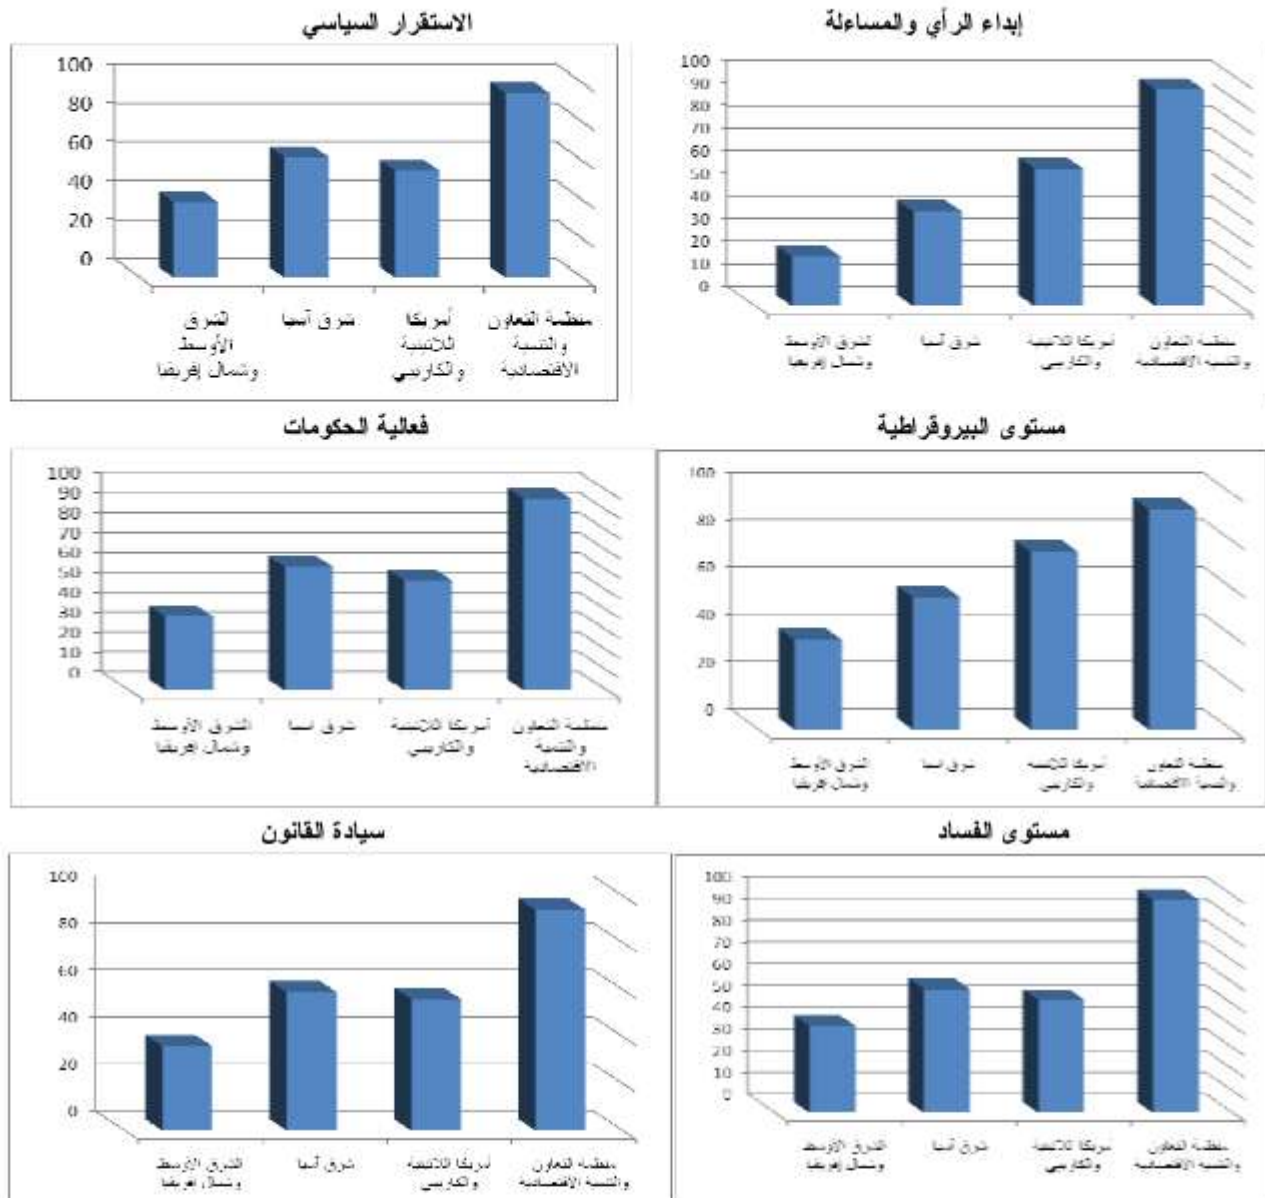 إبداء الرأي والمساءلة
100
90
80
70
60
50
40
30
20
10
0
الشرق الأوسط
وشمال إفريقيا
شرق آسيا
أمريكا اللاتينية
والكاريبي
منظمة التعاون
والتنمية الاقتصادية
الاستقرار السياسي
100
80
60
40
20
0
الشرق
الأوسط
وشمال إفريقيا
شرق آسيا
أمريكا
اللاتينية
والكاريبي
منظمة التعاون
والتنمية
الاقتصادية
مستوى البيروقراطية
100
80
60
40
20
0
الشرق الأوسط
وشمال إفريقيا
شرق اسيا
أمريكا اللاتينية
والكاريبي
منظمة التعاون
والتنمية الاقتصادية
فعالية الحكومات
100
90
80
70
60
50
40
30
20
10
0
الشرق الأوسط
وشمال إفريقيا
شرق اسيا
أمريكا اللاتينية
والكاريبي
منظمة التعاون
والتنمية
الاقتصادية
مستوى الفساد
100
90
80
70
60
50
40
30
20
10
0
الشرق الأوسط
وشمال إفريقيا
شرق آسيا
أمريكا اللاتينية
والكاريبي
منظمة التعاون
والتنمية الاقتصادية
سيادة القانون
100
80
60
40
20
0
الشرق الأوسط
وشمال إفريقيا
شرق آسيا
أمريكا اللاتينية
والكاريبي
منظمة التعاون
والتنمية الاقتصادية